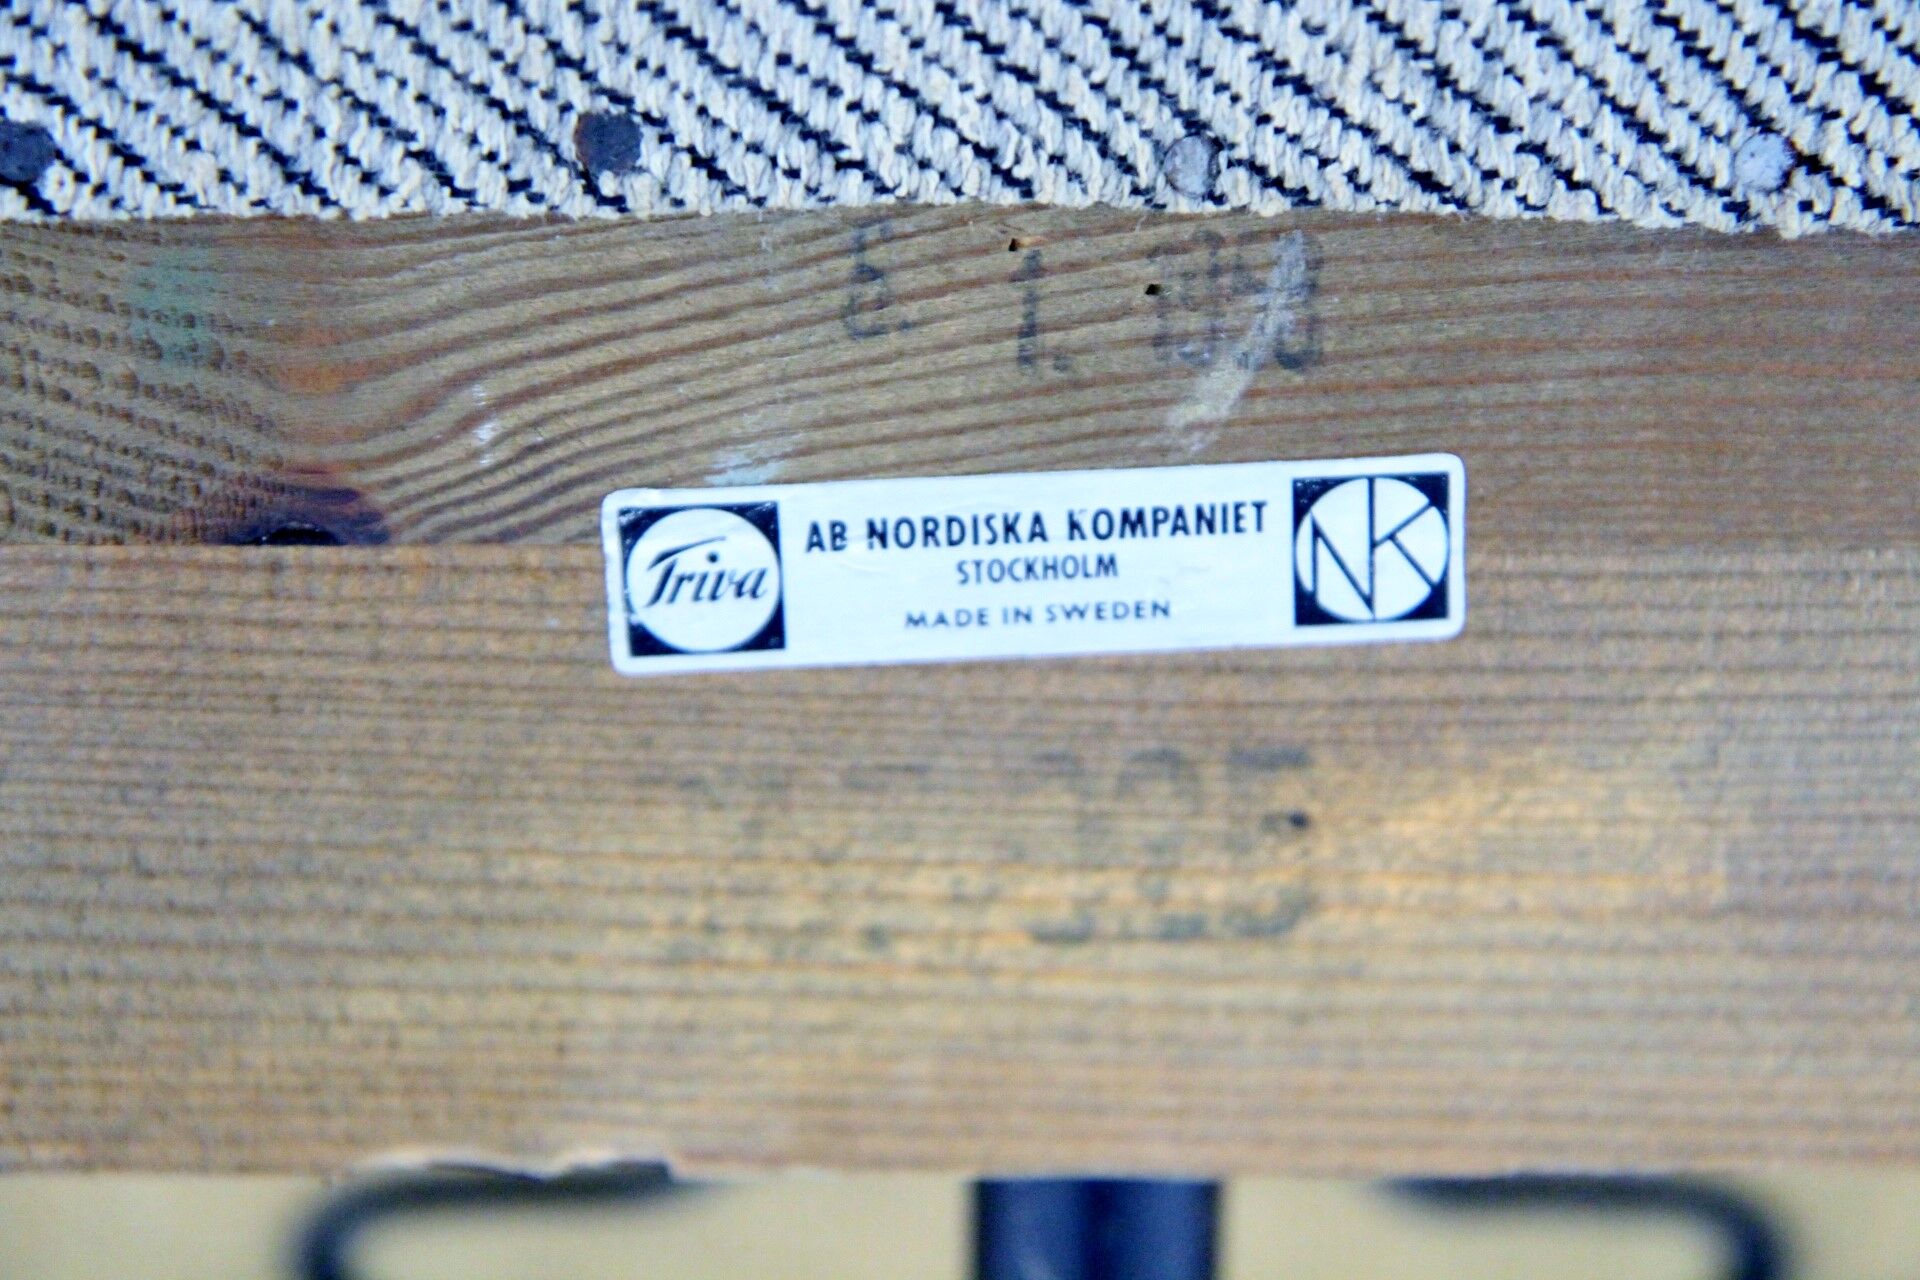 Triva
AB NORDISKA KOMPANIET
STOCKHOLM
MADE IN SWEDEN
NK